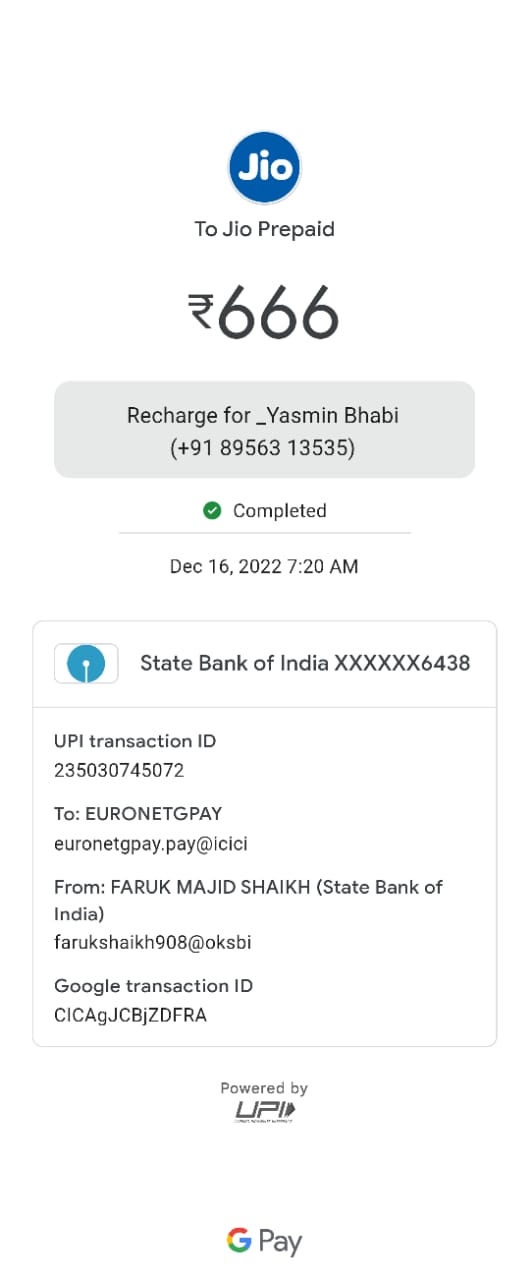 Jio
To Jio Prepaid
₹666
Recharge for _Yasmin Bhabi
(+91 89563 13535)
Completed
Dec 16, 2022 7:20 AM
State Bank of India XXXXXX6438
UPI transaction ID
235030745072
To: EURONETGPAY
euronetgpay.pay@icici
From: FARUK MAJID SHAIKH (State Bank of
India)
farukshaikh908@oksbi
Google transaction ID
CICAgJCBjZDFRA
Powered by
UPI
G Pay